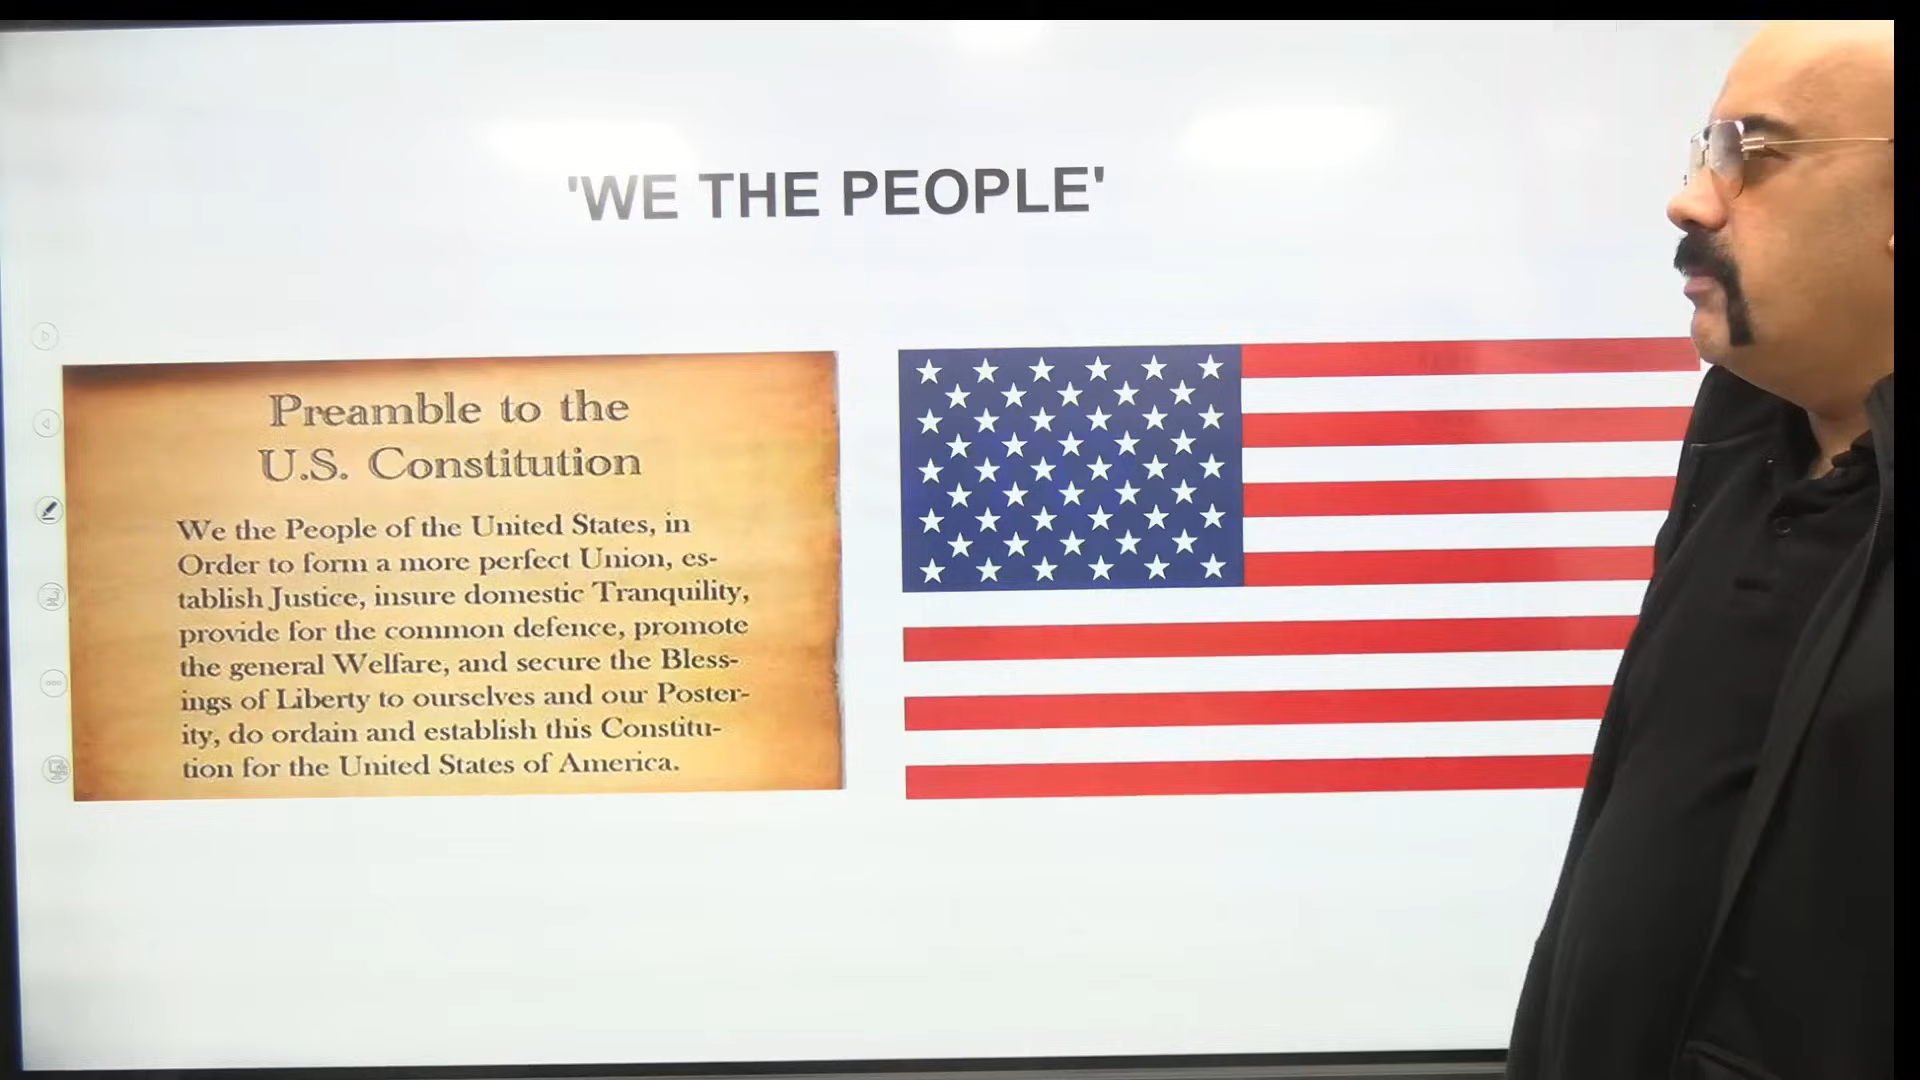 'WE THE PEOPLE'
Preamble to the
U.S. Constitution
We the People of the United States, in
Order to form a more perfect Union, es-
tablish Justice, insure domestic Tranquility,
provide for the common defence, promote
the general Welfare, and secure the Bless-
ings of Liberty to ourselves and our Poster-
ity, do ordain and establish this Constitu-
tion for the United States of America.